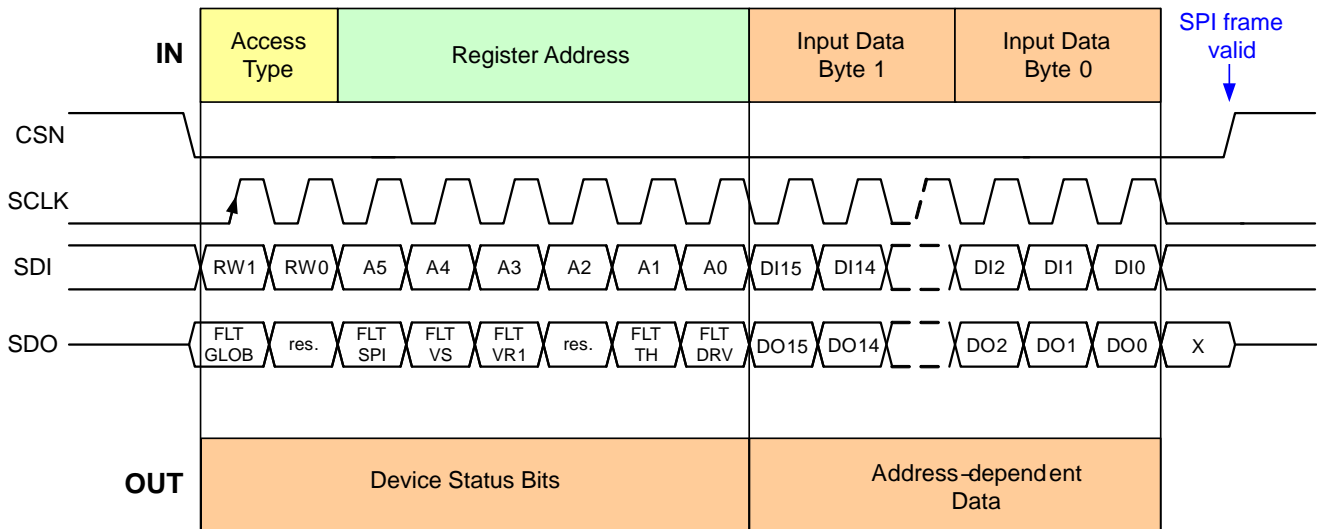 IN
Access
Type
Register Address
Input Data
Byte 1
Input Data
Byte 0
SPI frame
valid
CSN
SCLK
SDI
RW1 RW0 A5 A4 A3 A2 A1 A0 DI15 DI14 DI2 DI1 DI0
SDO
FLT
GLOB
res.
FLT
SPI
FLT
VS
FLT
VR1
res.
FLT
TH
FLT
DRV
DO15 DO14 DO2 DO1 DO0 X
OUT
Device Status Bits
Address-dependent
Data